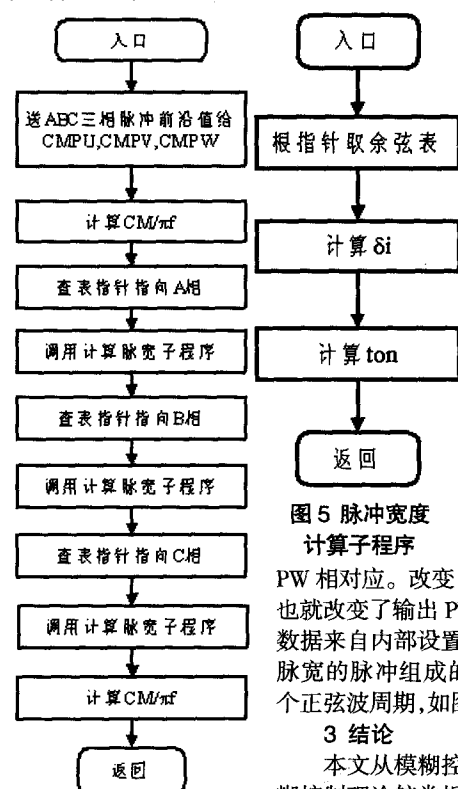 入口
送ABC三相脉冲前沿值给
CMPU,CMPV,CMPW
计算CM/πf
查表指针指向A相
调用计算脉宽子程序
查表指针指向B相
调用计算脉宽子程序
查表指针指向C相
调用计算脉宽子程序
计算CM/πf
返回
入口
根指针取余弦表
计算δi
计算ton
返回
图5 脉冲宽度
计算子程序
PW 相对应。改变
也就改变了输出 P
数据来自内部设置
脉宽的脉冲组成的
个正弦波周期,如图
3 结论
本文从模糊控